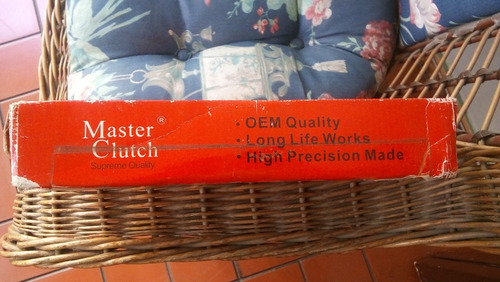 Master ®
Clutch
Supreme Quality
· OEM Quality
· Long Life Works
· High Precision Made